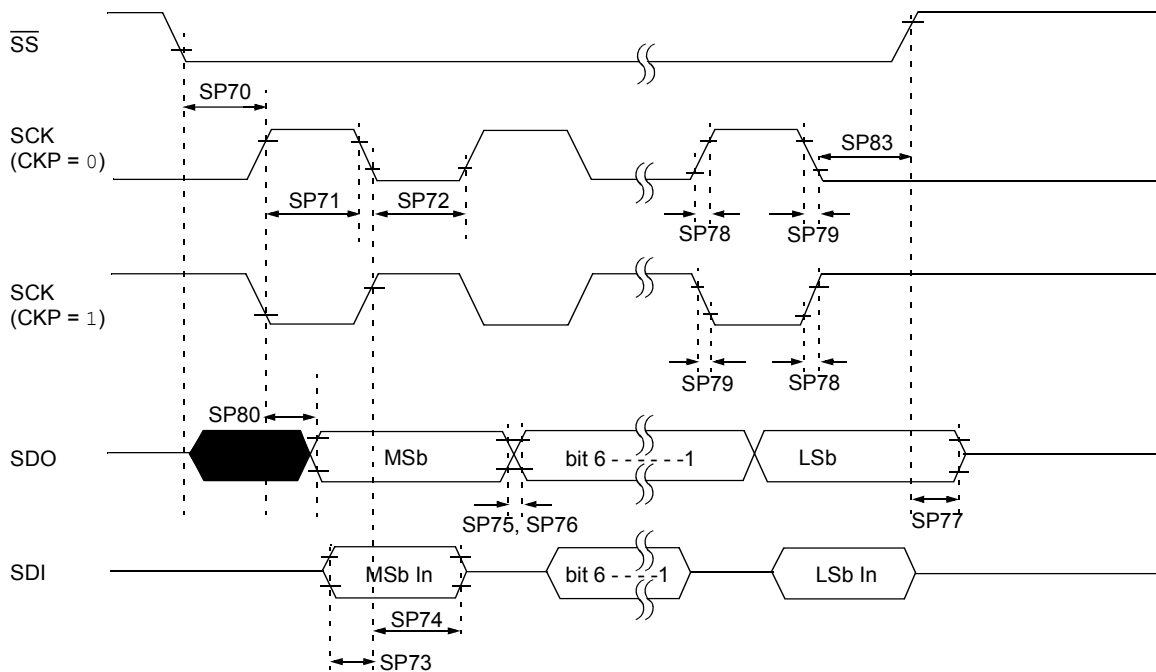 SS
SP70
SCK
(CKP = 0)
SP83
SP71
SP72
SP78
SP79
SCK
(CKP = 1)
SP79
SP78
SP80
SDO
MSb
bit 6 - - - - - -1
LSb
SP75, SP76
SP77
SDI
MSb In
bit 6 - - - -1
LSb In
SP74
SP73